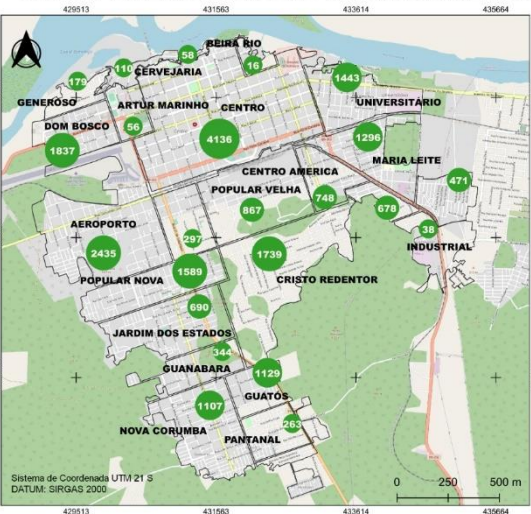 429513 431563 433614 435664
BEIRA RIO
58
110
CERVEJARIA
16
179
1443
GENEROSO
ARTUR MARINHO
CENTRO
UNIVERSITÁRIO
DOM BOSCO
56
4136
1296
1837
MARIA LEITE
CENTRO AMERICA
471
POPULAR VELHA
748
867
678
AEROPORTO
38
297
INDUSTRIAL
2435
1739
1589
POPULAR NOVA
CRISTO REDENTOR
690
JARDIM DOS ESTADOS
344
GUANABARA
1129
GUATÓS
1107
263
NOVA CORUMBA
PANTANAL
Sistema de Coordenada UTM 21 S
DATUM: SIRGAS 2000
0 250 500 m
429513 431563 433614 435664